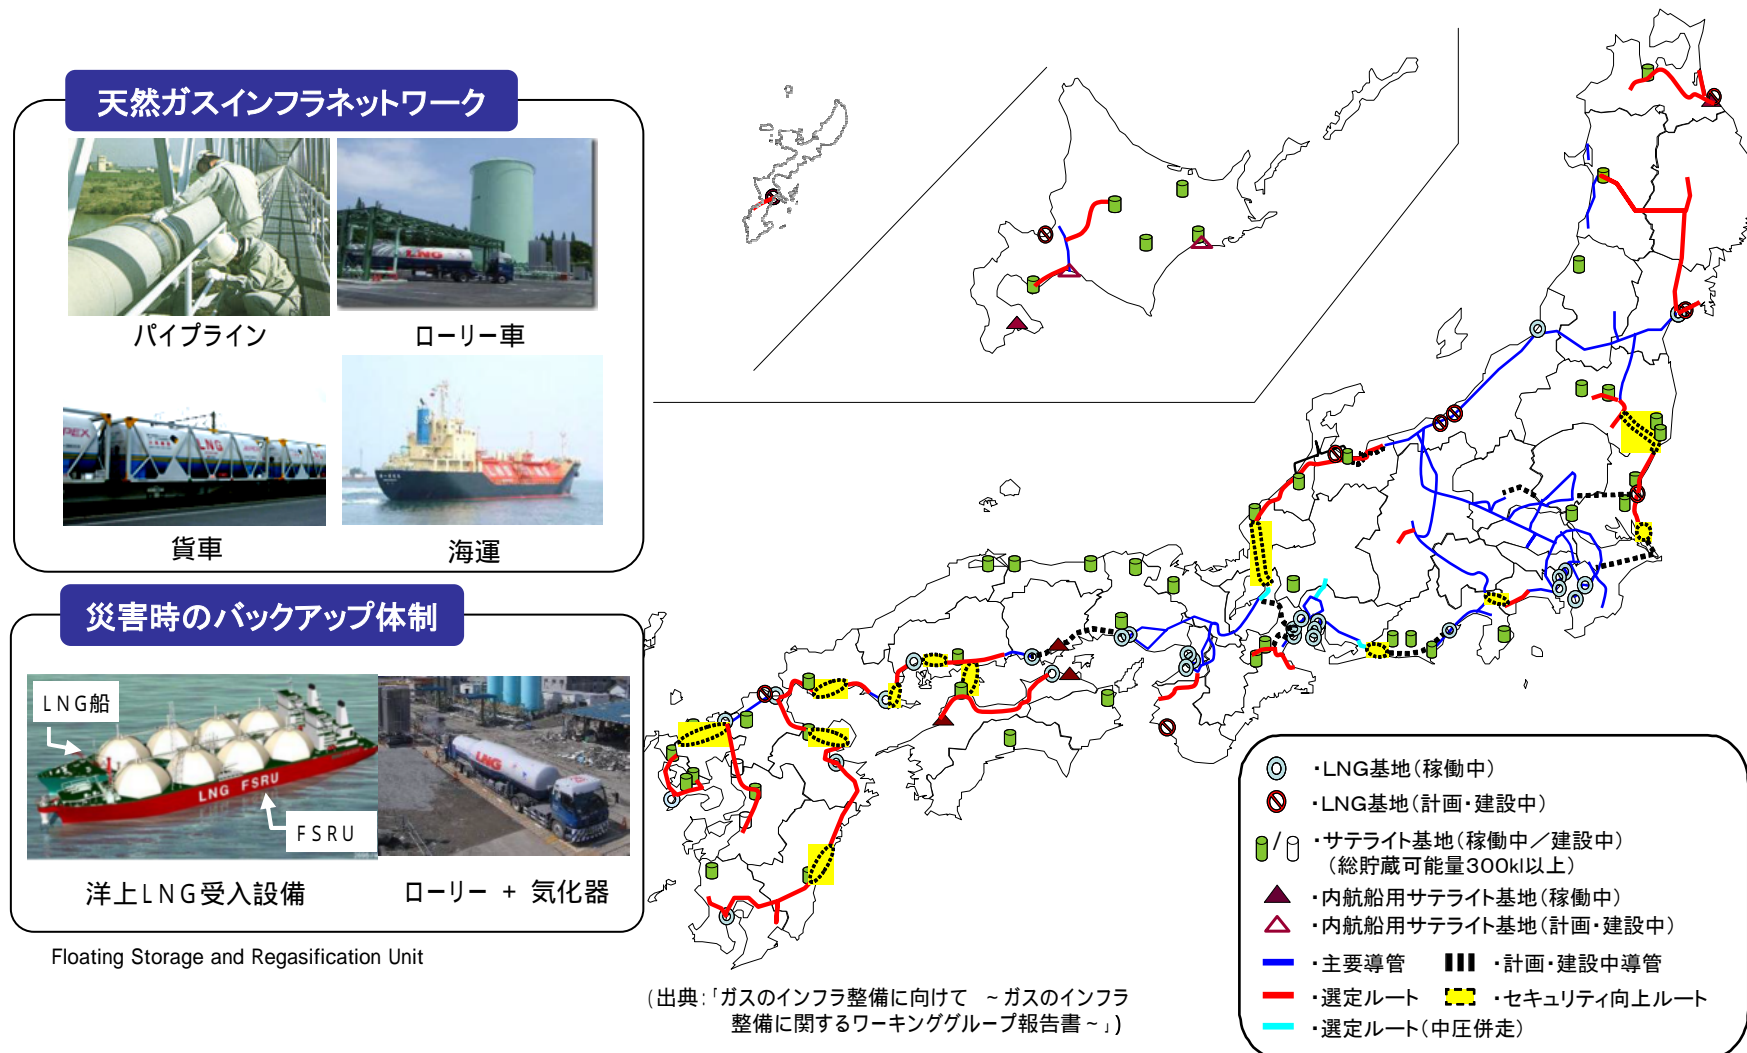 天然ガスインフラネットワーク
パイプライン
ローリー車
LNG
貨車
海運
LNG
災害時のバックアップ体制
LNG船
LNG FSRU
FSRU
LNG
洋上LNG受入設備
ローリー + 気化器
Floating Storage and Regasification Unit
(出典:「ガスのインフラ整備に向けて ~ガスのインフラ
整備に関するワーキンググループ報告書~」)
・LNG基地(稼働中)
・LNG基地(計画・建設中)
/ ・サテライト基地(稼働中/建設中)
(総貯蔵可能量300kl以上)
・内航船用サテライト基地(稼働中)
・内航船用サテライト基地(計画・建設中)
・主要導管 ・計画・建設中導管
・選定ルート ・セキュリティ向上ルート
・選定ルート(中圧併走)